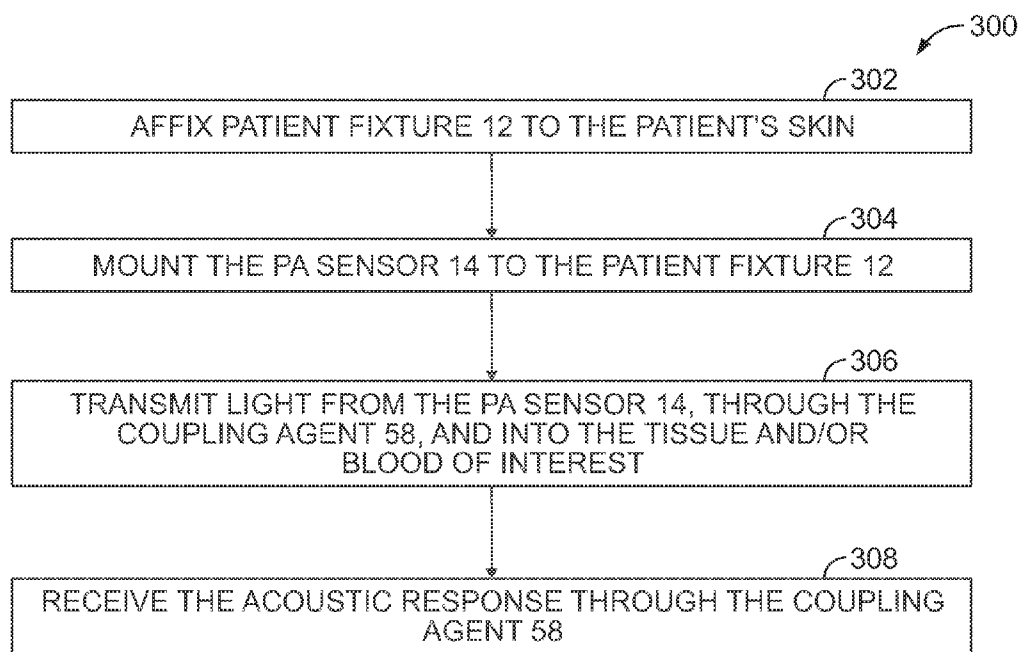 300
302
AFFIX PATIENT FIXTURE 12 TO THE PATIENT'S SKIN
304
MOUNT THE PA SENSOR 14 TO THE PATIENT FIXTURE 12
306
TRANSMIT LIGHT FROM THE PA SENSOR 14, THROUGH THE
COUPLING AGENT 58, AND INTO THE TISSUE AND/OR
BLOOD OF INTEREST
308
RECEIVE THE ACOUSTIC RESPONSE THROUGH THE COUPLING
AGENT 58